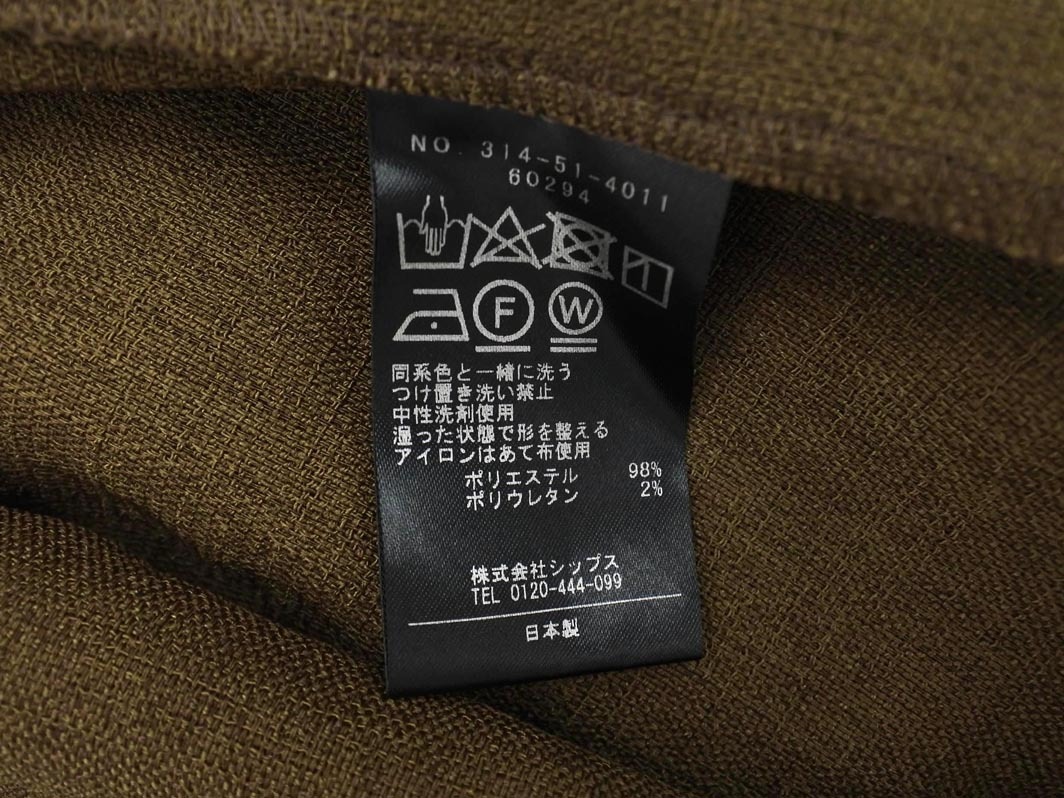 NO. 314-51-4011
60294
F W
同系色と一緒に洗う
つけ置き洗い禁止
中性洗剤使用
湿った状態で形を整える
アイロンはあて布使用
ポリエステル 98%
ポリウレタン 2%
株式会社シップス
TEL 0120-444-099
日本製